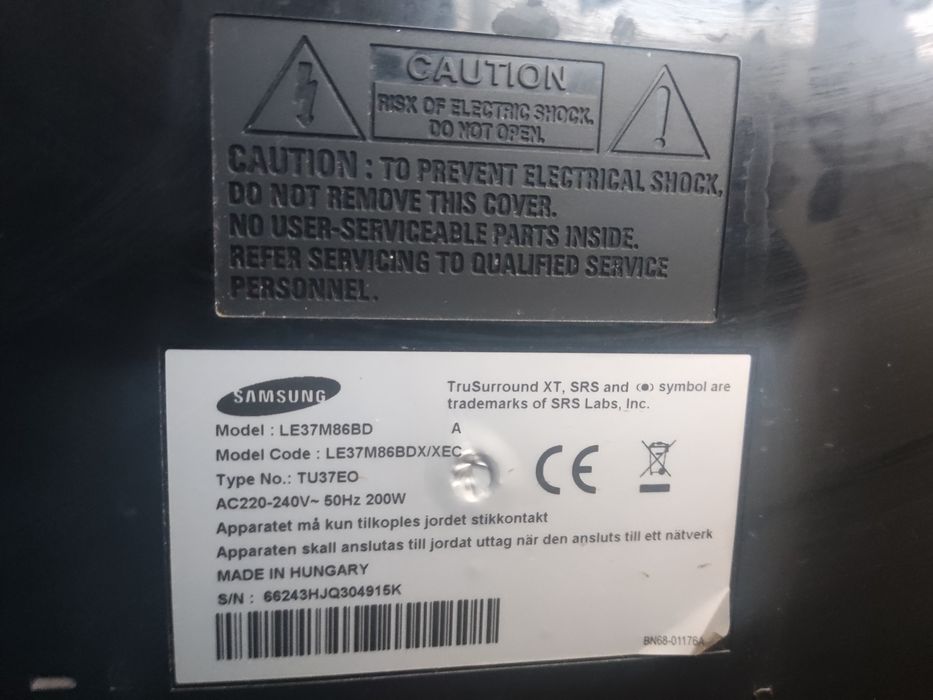 CAUTION
RISK OF ELECTRIC SHOCK.
DO NOT OPEN.
CAUTION : TO PREVENT ELECTRICAL SHOCK,
DO NOT REMOVE THIS COVER.
NO USER-SERVICEABLE PARTS INSIDE.
REFER SERVICING TO QUALIFIED SERVICE
PERSONNEL.
SAMSUNG
TruSurround XT, SRS and (●) symbol are
trademarks of SRS Labs, Inc.
Model : LE37M86BD A
Model Code : LE37M86BDX/XEC
Type No.: TU37EO
AC220-240V~ 50Hz 200W
CE
Apparatet må kun tilkoples jordet stikkontakt
Apparaten skall anslutas till jordat uttag när den ansluts till ett nätverk
MADE IN HUNGARY
S/N : 66243HJQ304915K
BN68-01176A